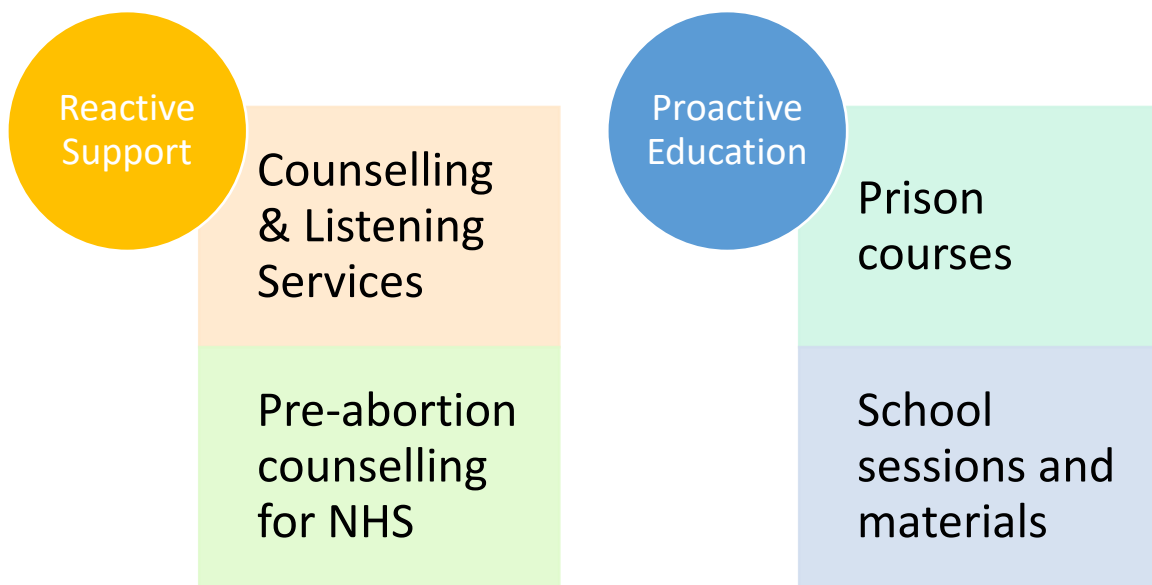 Reactive
Support
Counselling
& Listening
Services
Pre-abortion
counselling
for NHS
Proactive
Education
Prison
courses
School
sessions and
materials